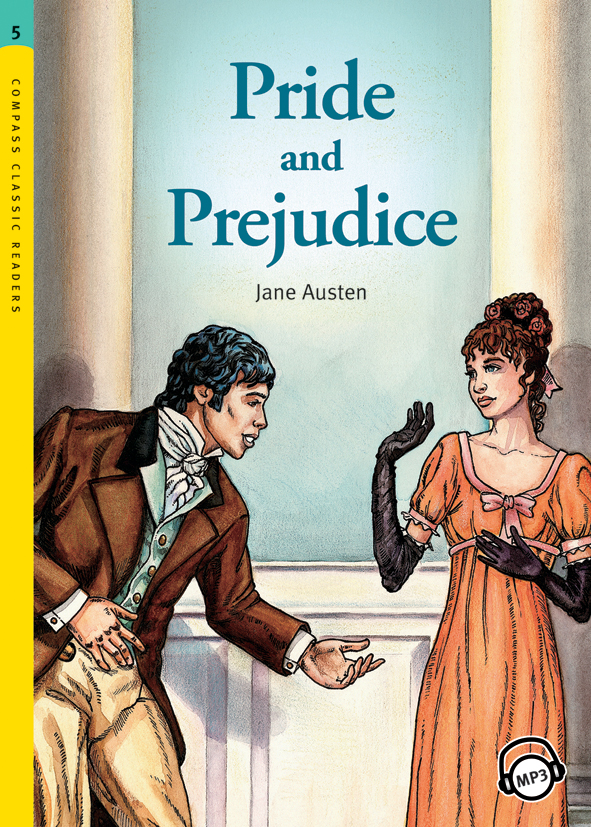 5
COMPASS CLASSIC READERS
Pride
and
Prejudice
Jane Austen
MP3